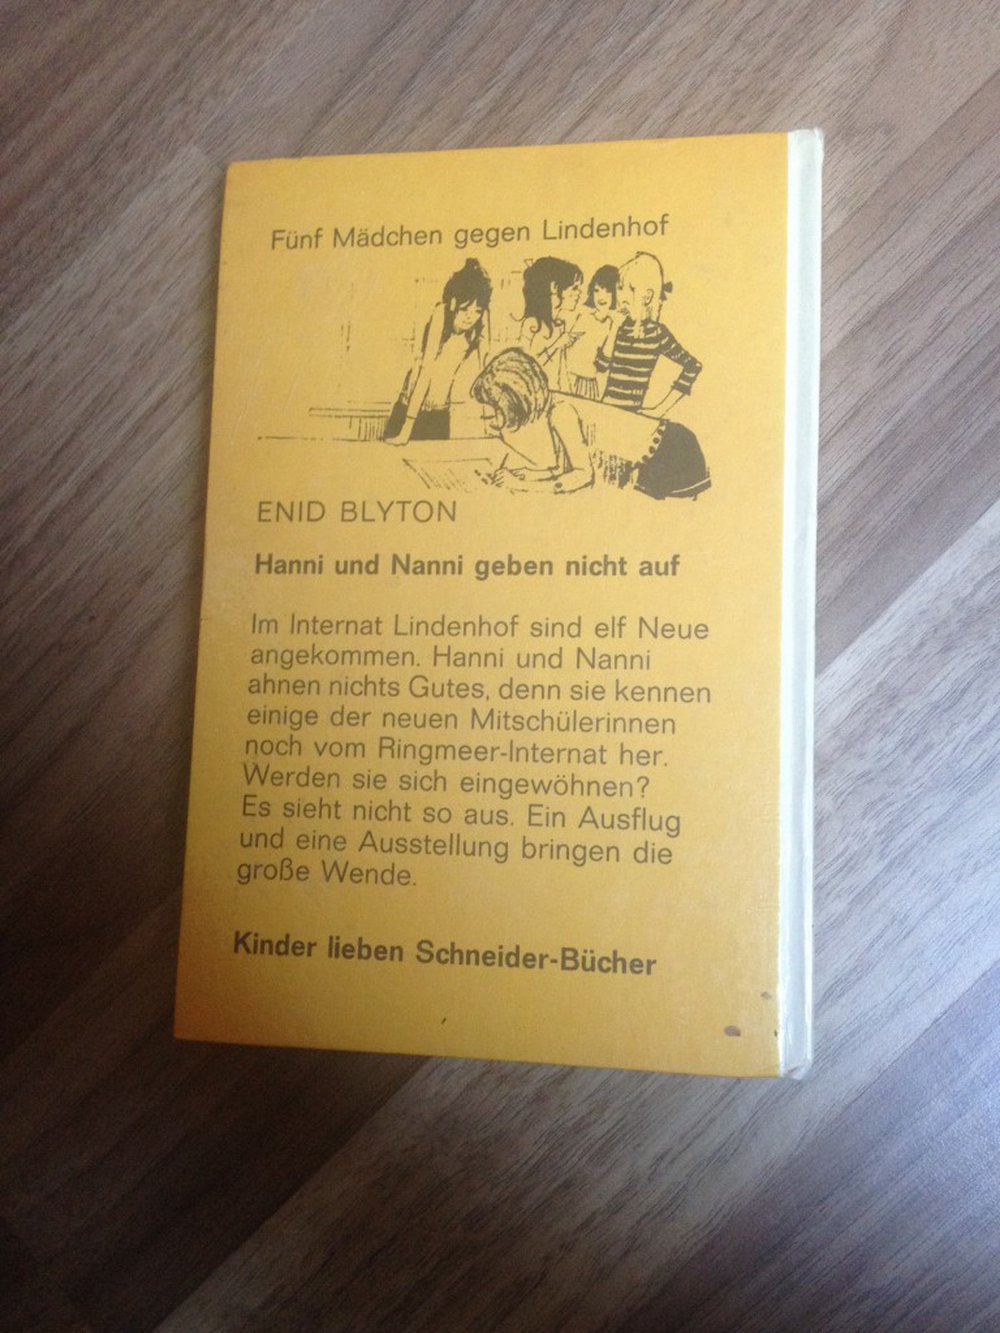 Fünf Mädchen gegen Lindenhof
ENID BLYTON
Hanni und Nanni geben nicht auf
Im Internat Lindenhof sind elf Neue
angekommen. Hanni und Nanni
ahnen nichts Gutes, denn sie kennen
einige der neuen Mitschülerinnen
noch vom Ringmeer-Internat her.
Werden sie sich eingewöhnen?
Es sieht nicht so aus. Ein Ausflug
und eine Ausstellung bringen die
große Wende.
Kinder lieben Schneider-Bücher